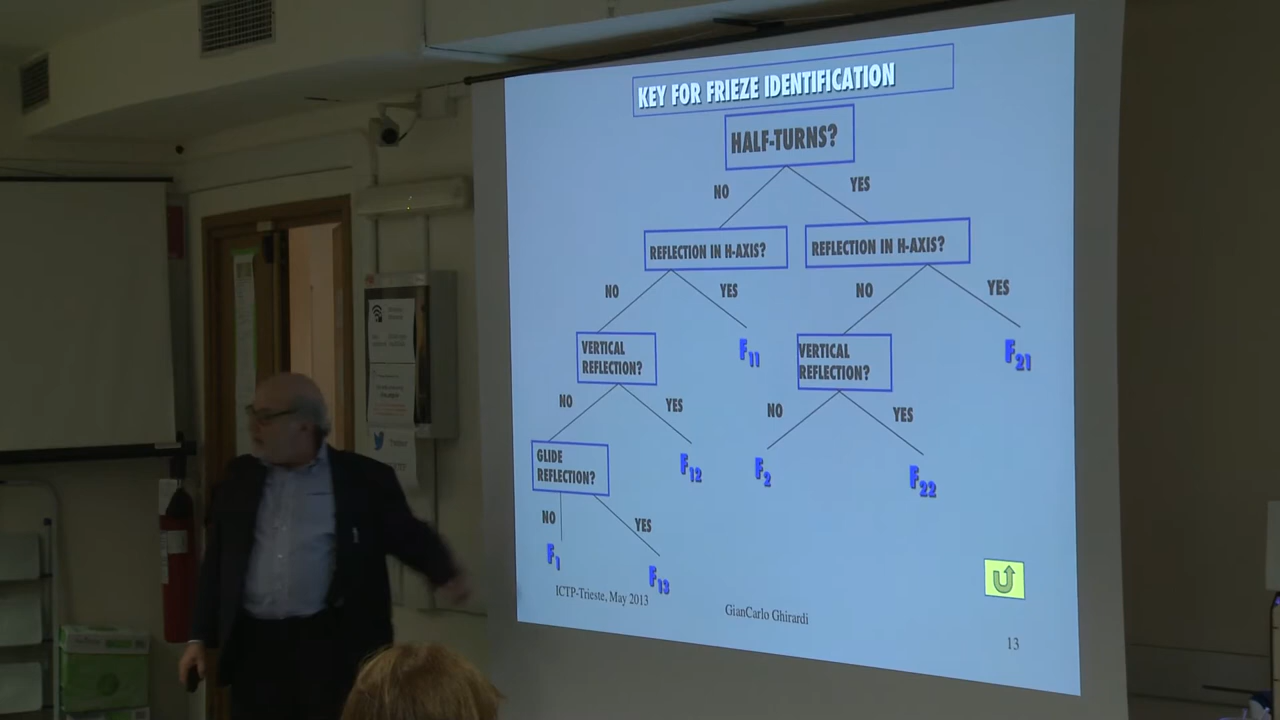 KEY FOR FRIEZE IDENTIFICATION
HALF-TURNS?
NO
YES
REFLECTION IN H-AXIS?
REFLECTION IN H-AXIS?
NO
YES
NO
YES
VERTICAL
REFLECTION?
F11
VERTICAL
REFLECTION?
F21
NO
YES
NO
YES
GLIDE
REFLECTION?
F12
F2
F22
NO
YES
F1
F13
ICTP-Trieste, May 2013
GianCarlo Ghirardi
13